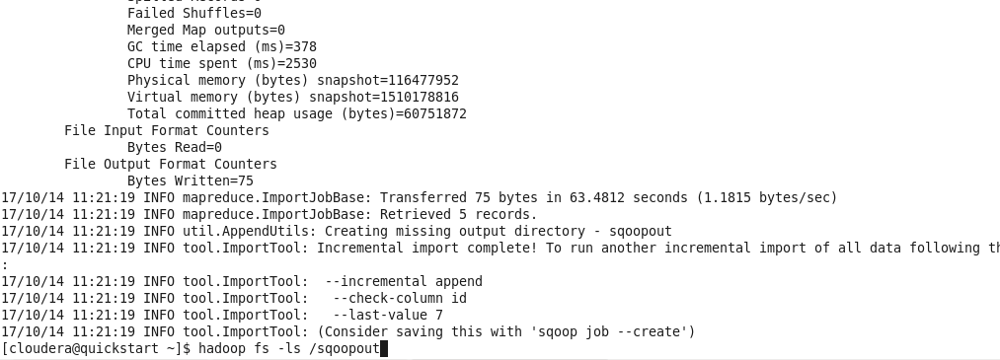 Failed Shuffles=0
Merged Map outputs=0
GC time elapsed (ms)=378
CPU time spent (ms)=2530
Physical memory (bytes) snapshot=116477952
Virtual memory (bytes) snapshot=1510178816
Total committed heap usage (bytes)=60751872
File Input Format Counters
Bytes Read=0
File Output Format Counters
Bytes Written=75
17/10/14 11:21:19 INFO mapreduce.ImportJobBase: Transferred 75 bytes in 63.4812 seconds (1.1815 bytes/sec)
17/10/14 11:21:19 INFO mapreduce.ImportJobBase: Retrieved 5 records.
17/10/14 11:21:19 INFO util.AppendUtils: Creating missing output directory - sqoopout
17/10/14 11:21:19 INFO tool.ImportTool: Incremental import complete! To run another incremental import of all data following th
:
17/10/14 11:21:19 INFO tool.ImportTool:  --incremental append
17/10/14 11:21:19 INFO tool.ImportTool:   --check-column id
17/10/14 11:21:19 INFO tool.ImportTool:   --last-value 7
17/10/14 11:21:19 INFO tool.ImportTool: (Consider saving this with 'sqoop job --create')
[cloudera@quickstart ~]$ hadoop fs -ls /sqoopout